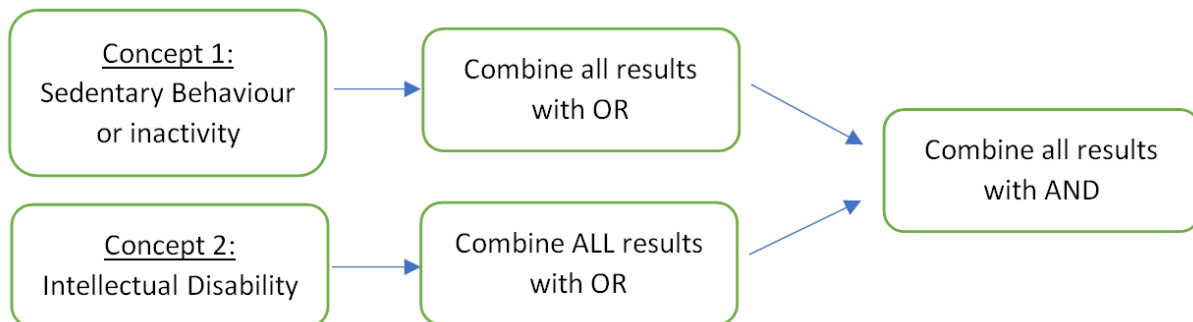 Concept 1:
Sedentary Behaviour
or inactivity
Combine all results
with OR
Combine all results
with AND
Concept 2:
Intellectual Disability
Combine ALL results
with OR